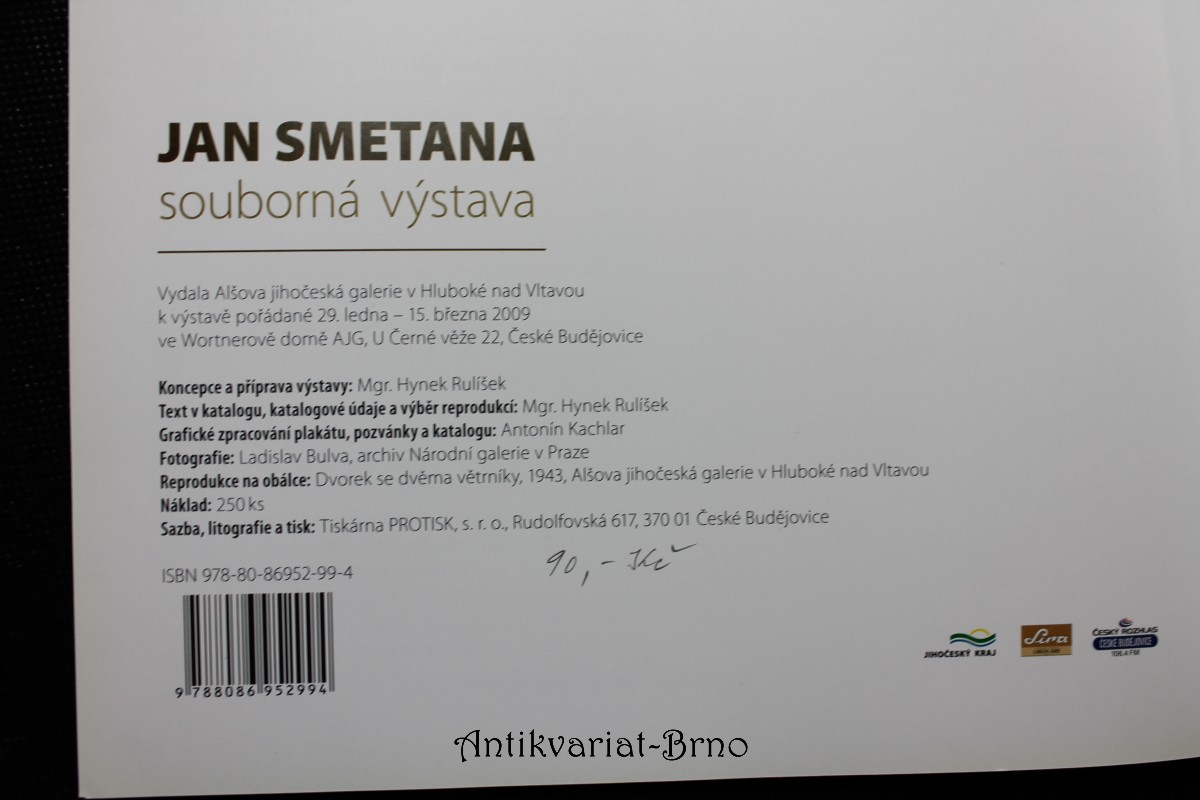 JAN SMETANA
souborná výstava
Vydala Alšova jihočeská galerie v Hluboké nad Vltavou
k výstavě pořádané 29. ledna – 15. března 2009
ve Wortnerově domě AJG, U Černé věže 22, České Budějovice
Koncepce a příprava výstavy: Mgr. Hynek Rulíšek
Text v katalogu, katalogové údaje a výběr reprodukcí: Mgr. Hynek Rulíšek
Grafické zpracování plakátu, pozvánky a katalogu: Antonín Kachlar
Fotografie: Ladislav Bulva, archiv Národní galerie v Praze
Reprodukce na obálce: Dvorek se dvěma větrníky, 1943, Alšova jihočeská galerie v Hluboké nad Vltavou
Náklad: 250 ks
Sazba, litografie a tisk: Tiskárna PROTISK, s. r. o., Rudolfovská 617, 370 01 České Budějovice
90,- Kč
ISBN 978-80-86952-99-4
9 788086 952994
JIHOČESKÝ KRAJ
ČESKÝ ROZHLAS
ČESKÉ BUDĚJOVICE
106.4 FM
Antikvariat-Brno